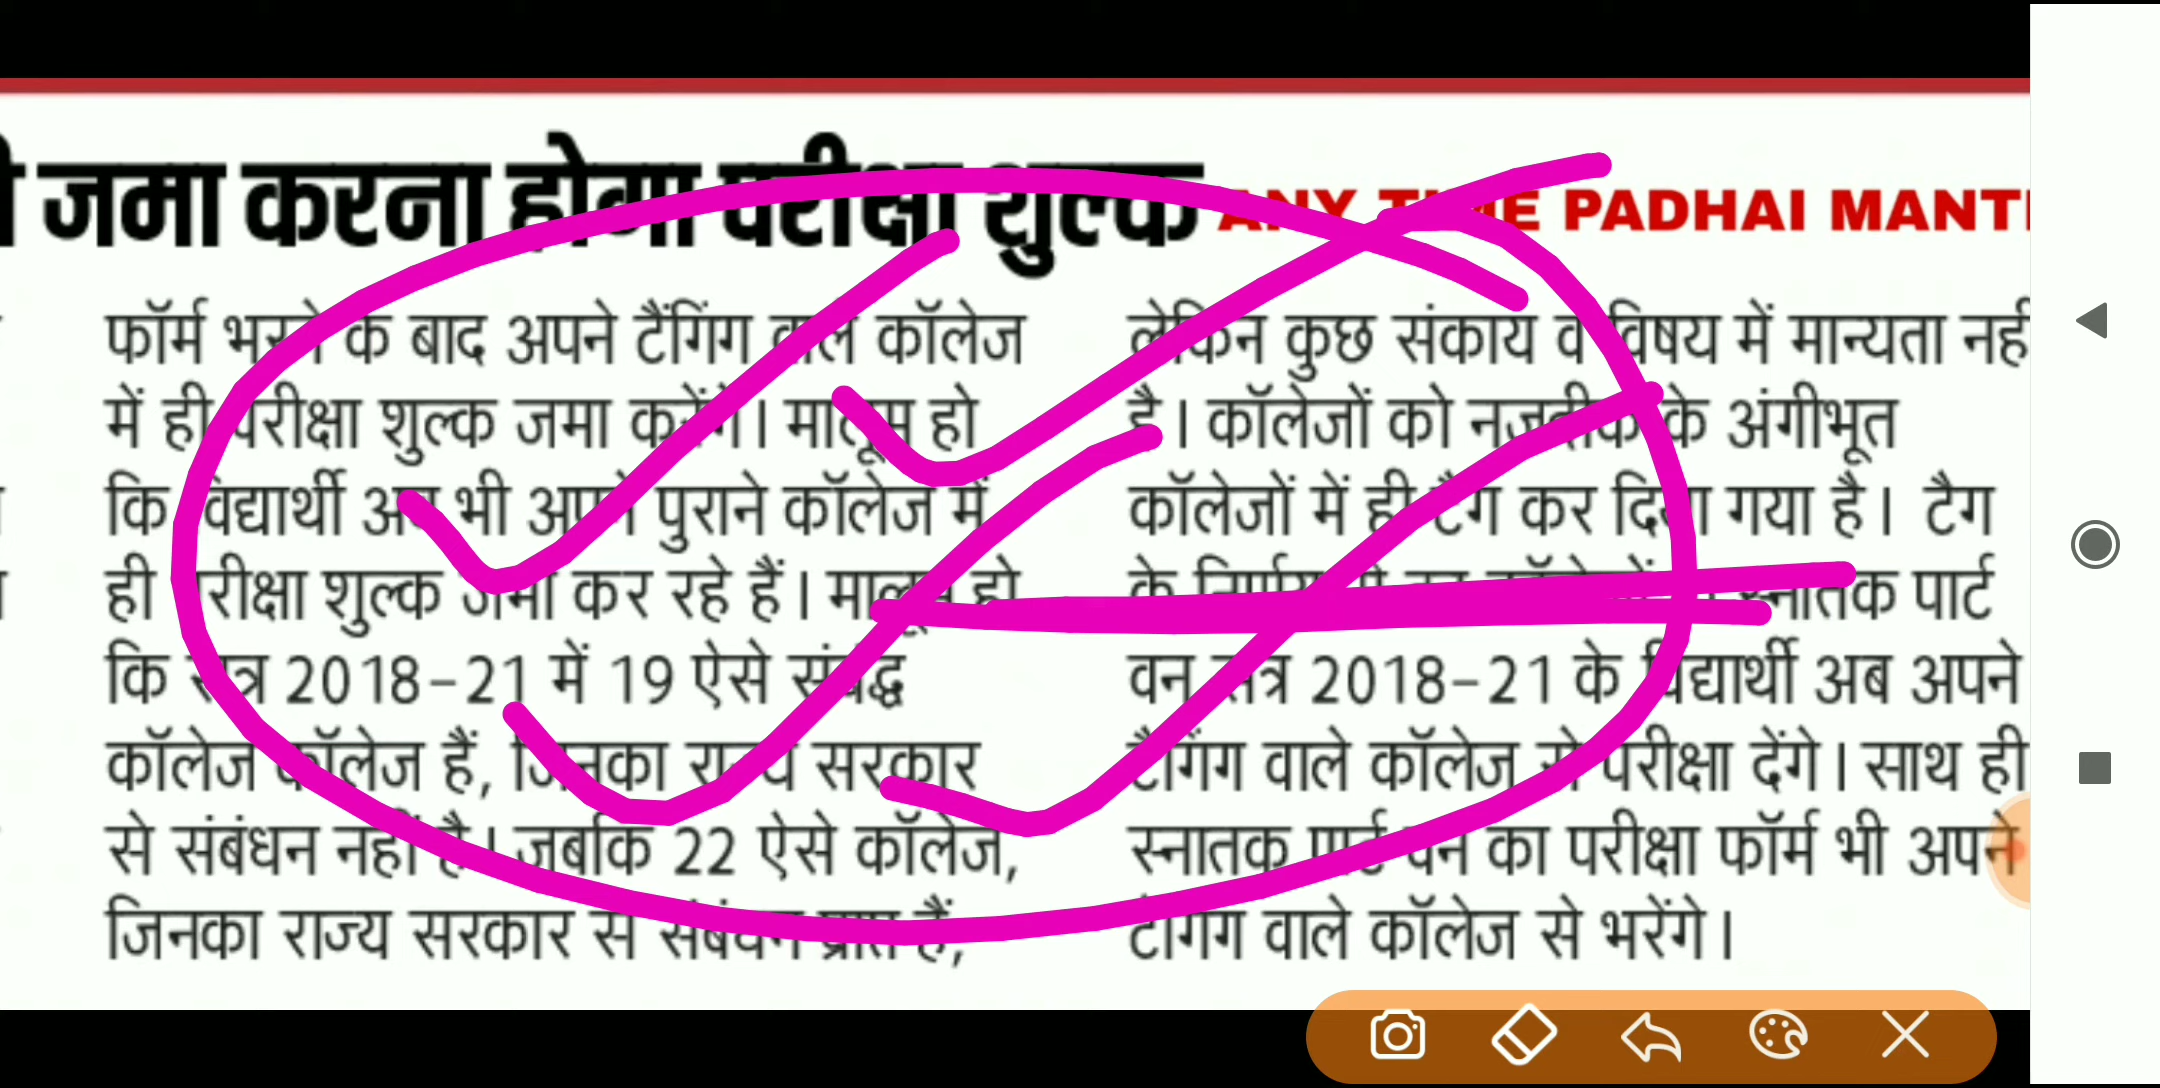 जमा करना होगा परीक्षा शुल्क
ANY TIME PADHAI MANT
फॉर्म भरने के बाद अपने टैगिंग वाले कॉलेज
में ही परीक्षा शुल्क जमा करेंगे। मालूम हो
कि विद्यार्थी अब भी अपने पुराने कॉलेज में
ही परीक्षा शुल्क जमा कर रहे हैं। मालूम हो
कि सत्र 2018-21 में 19 ऐसे संबद्ध
कॉलेज कॉलेज हैं, जिनका राज्य सरकार
से संबंधन नहीं है। जबकि 22 ऐसे कॉलेज,
जिनका राज्य सरकार से संबंधन प्राप्त हैं,
लेकिन कुछ संकाय व विषय में मान्यता नहीं
है। कॉलेजों को नजदीक के अंगीभूत
कॉलेजों में ही टैग कर दिया गया है। टैग
के निर्णय से स्नातक पार्ट
वन सत्र 2018-21 के विद्यार्थी अब अपने
टैगिंग वाले कॉलेज से परीक्षा देंगे। साथ ही
स्नातक पार्ट वन का परीक्षा फॉर्म भी अपने
टैगिंग वाले कॉलेज से भरेंगे।